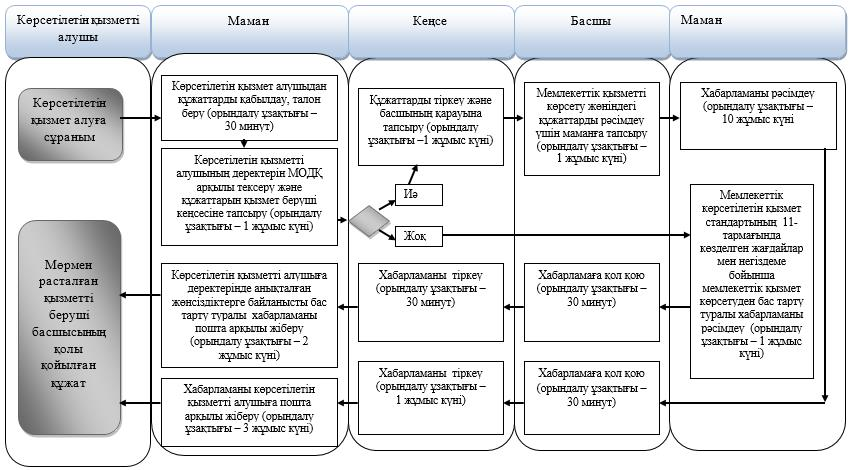 Көрсетілетін қызметті
алушы
Маман
Кеңсе
Басшы
Маман
Көрсетілетін
қызмет алуға
сұраным
Көрсетілетін қызмет алушыдан
құжаттарды қабылдау, талон
беру (орындалу ұзақтығы –
30 минут)
Құжаттарды тіркеу және
басшының қарауына
тапсыру (орындалу
ұзақтығы –1 жұмыс күні)
Мемлекеттік қызметті
көрсету жөніндегі
құжаттарды рәсімдеу
үшін маманға тапсыру
(орындалу ұзақтығы –
1 жұмыс күні)
Хабарламаны рәсімдеу
(орындалу ұзақтығы –
10 жұмыс күні
Көрсетілетін қызметті
алушының деректерін МОДҚ
арқылы тексеру және
құжаттарын қызмет беруші
кеңсесіне тапсыру (орындалу
ұзақтығы – 1 жұмыс күні)
Иә
Жоқ
Мемлекеттік
көрсетілетін қызмет
стандартының 11-
тармағында
көзделген жағдайлар
мен негіздеме
бойынша
мемлекеттік қызмет
көрсетуден бас тарту
туралы хабарламаны
рәсімдеу (орындалу
ұзақтығы – 1 жұмыс
күні)
Мөрмен
расталған
қызметті
беруші
басшысының
қолы
қойылған
құжат
Көрсетілетін қызметті алушыға
деректерінде анықталған
жөнсіздіктерге байланысты бас
тарту туралы хабарламаны
пошта арқылы жіберу
(орындалу ұзақтығы – 2
жұмыс күні)
Хабарламаны тіркеу
(орындалу ұзақтығы –
30 минут)
Хабарламаға қол қою
(орындалу ұзақтығы –
30 минут)
Хабарламаны көрсетілетін
қызметті алушыға пошта
арқылы жіберу (орындалу
ұзақтығы – 3 жұмыс күні)
Хабарламаны тіркеу
(орындалу ұзақтығы –
1 жұмыс күні)
Хабарламаға қол қою
(орындалу ұзақтығы –
30 минут)